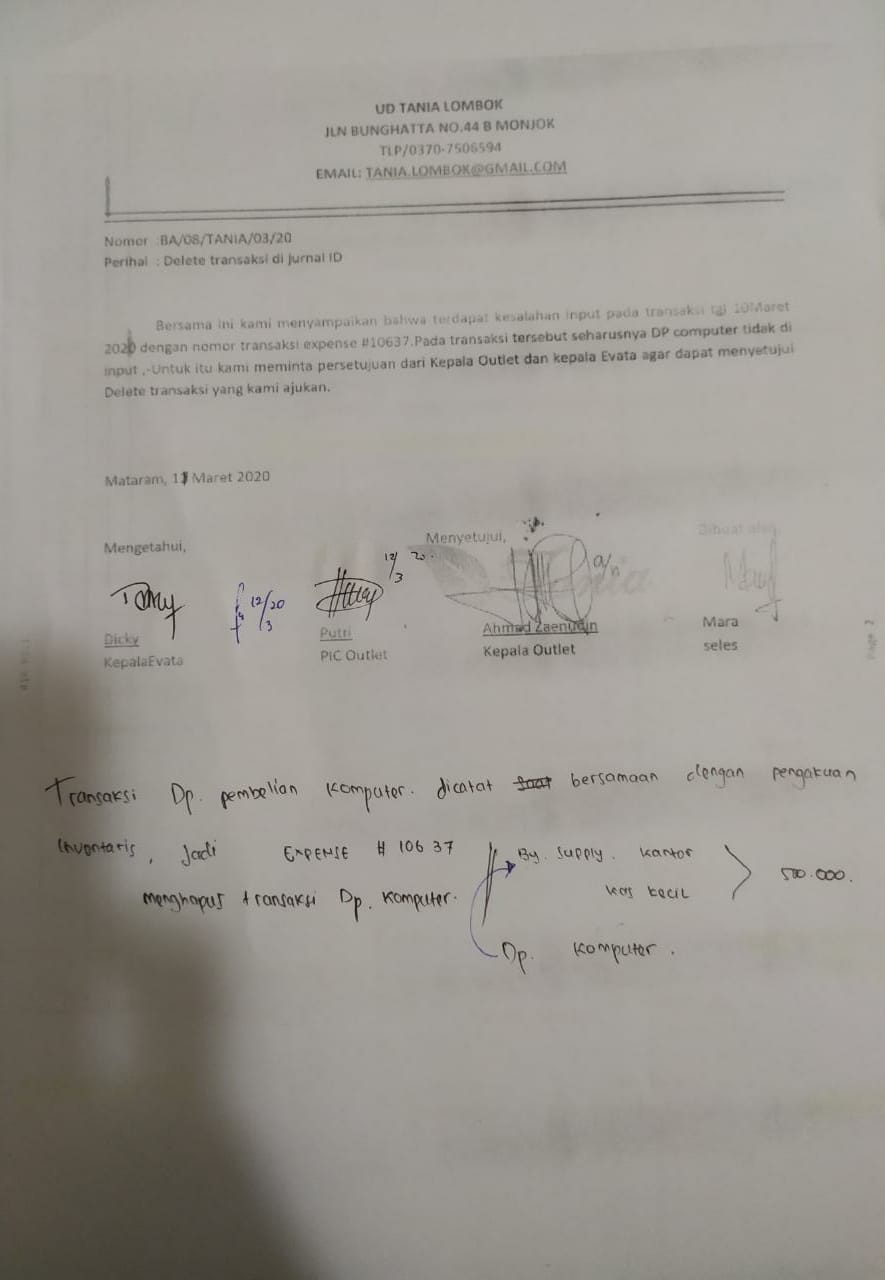 UD TANIA LOMBOK
JLN BUNGHATTA NO.44 B MONJOK
TLP/0370-7506594
EMAIL: TANIA.LOMBOK@GMAIL.COM
Nomor :BA/08/TANIA/03/20
Perihal : Delete transaksi di jurnal ID
Bersama ini kami menyampaikan bahwa terdapat kesalahan input pada transaksi tgl 10Maret
2020 dengan nomor transaksi expense #10637.Pada transaksi tersebut seharusnya DP computer tidak di
input ,-Untuk itu kami meminta persetujuan dari Kepala Outlet dan kepala Evata agar dapat menyetujui
Delete transaksi yang kami ajukan.
Mataram, 11 Maret 2020
Mengetahui, Menyetujui, Dibuat oleh
12/3 20. a/n
12/20 3
Dicky Putri Ahmad Zaenudin Mara
KepalaEvata PIC Outlet Kepala Outlet seles
Transaksi Dp. pembelian Komputer. dicatat bersamaan dengan pengakuan
Inventaris, Jadi EXPENSE # 10637 By. Supply. Kantor 500.000.
menghapus transaksi Dp. Komputer. kas kecil
Dp. Komputer.